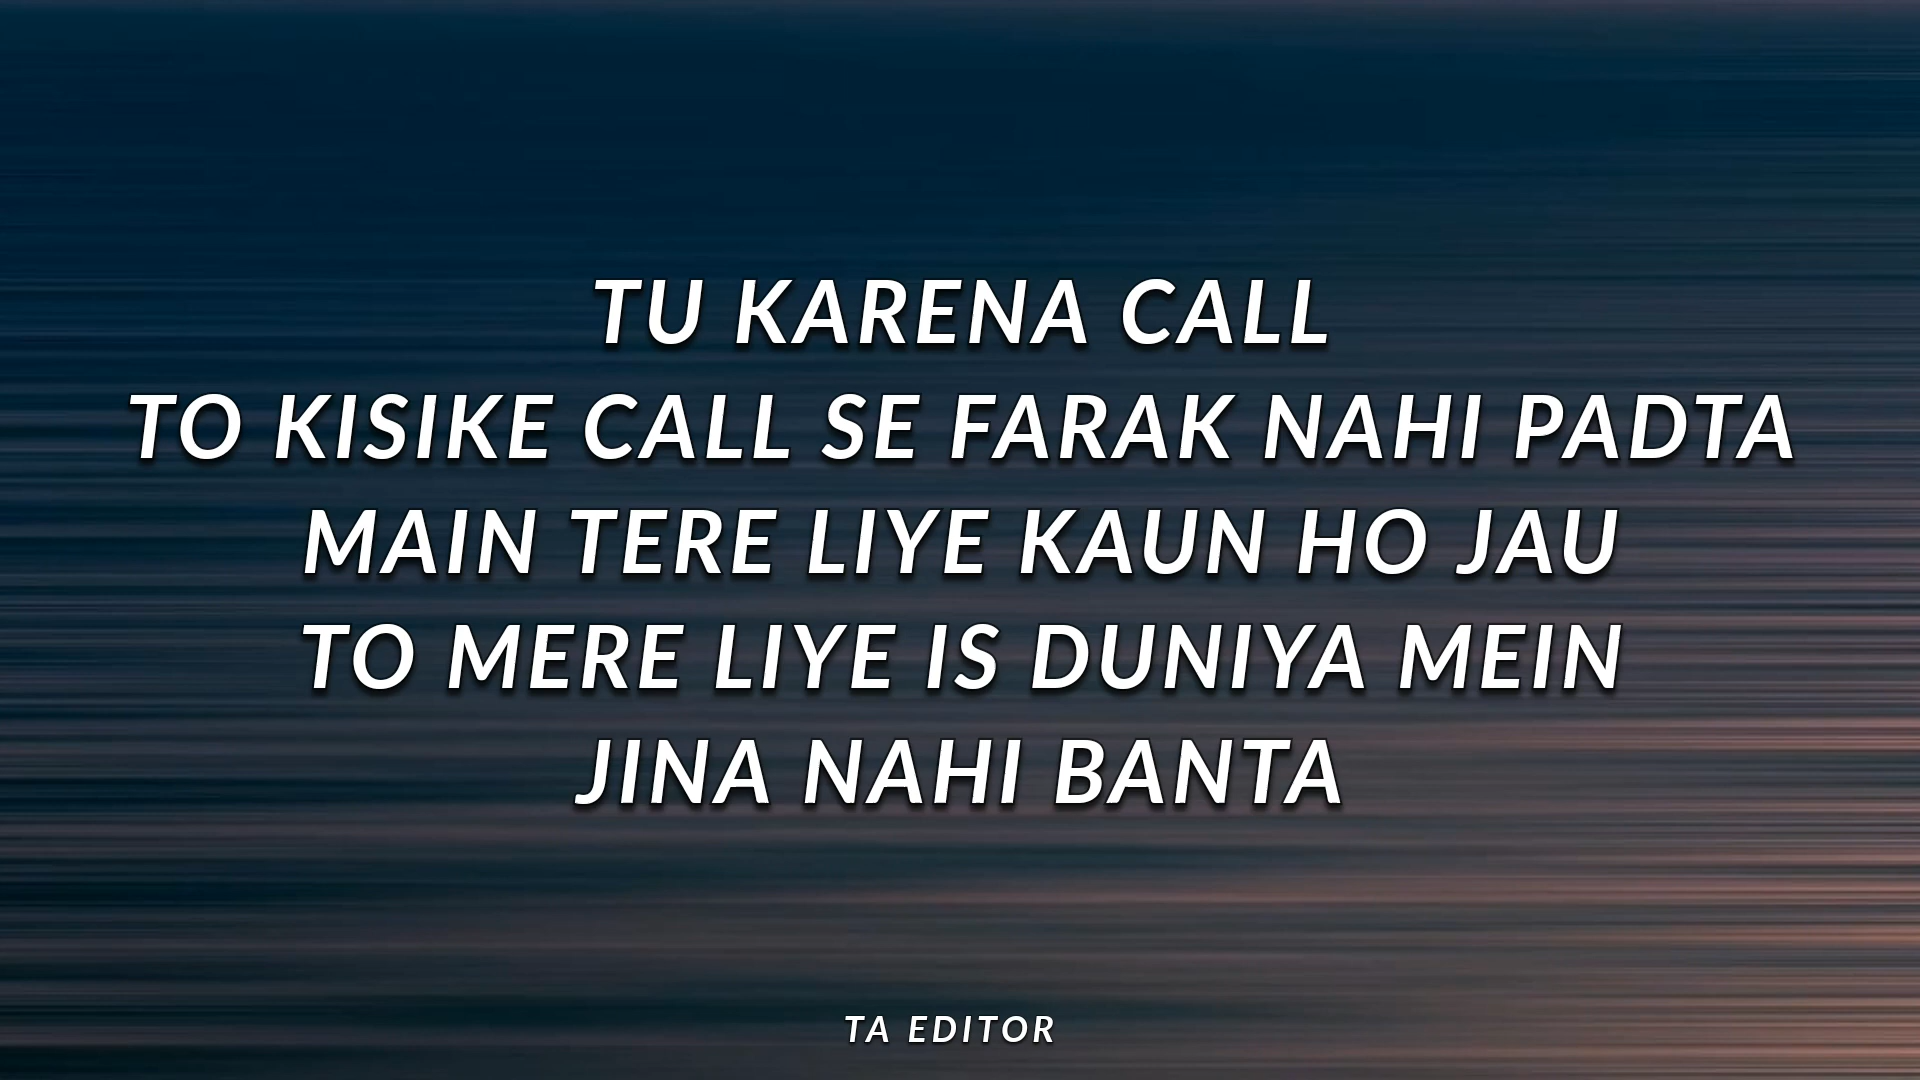 TU KARENA CALL
TO KISIKE CALL SE FARAK NAHI PADTA
MAIN TERE LIYE KAUN HO JAU
TO MERE LIYE IS DUNIYA MEIN
JINA NAHI BANTA
TA EDITOR